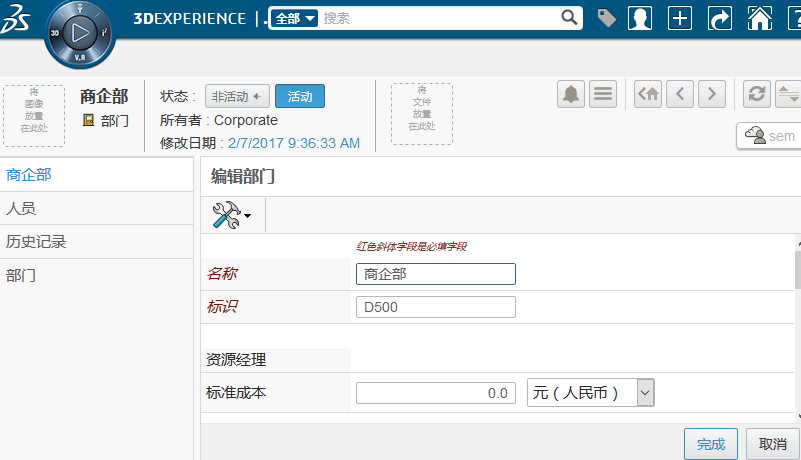 3DEXPERIENCE | .
全部 搜索
3D
V.R
将
图像
放置
在此处
商企部
部门
状态 : 非活动 活动
所有者 : Corporate
修改日期 : 2/7/2017 9:36:33 AM
将
文件
放置
在此处
sem
商企部
人员
历史记录
部门
编辑部门
红色斜体字段是必填字段
名称 商企部
标识 D500
资源经理
标准成本 0.0 元（人民币）
完成 取消